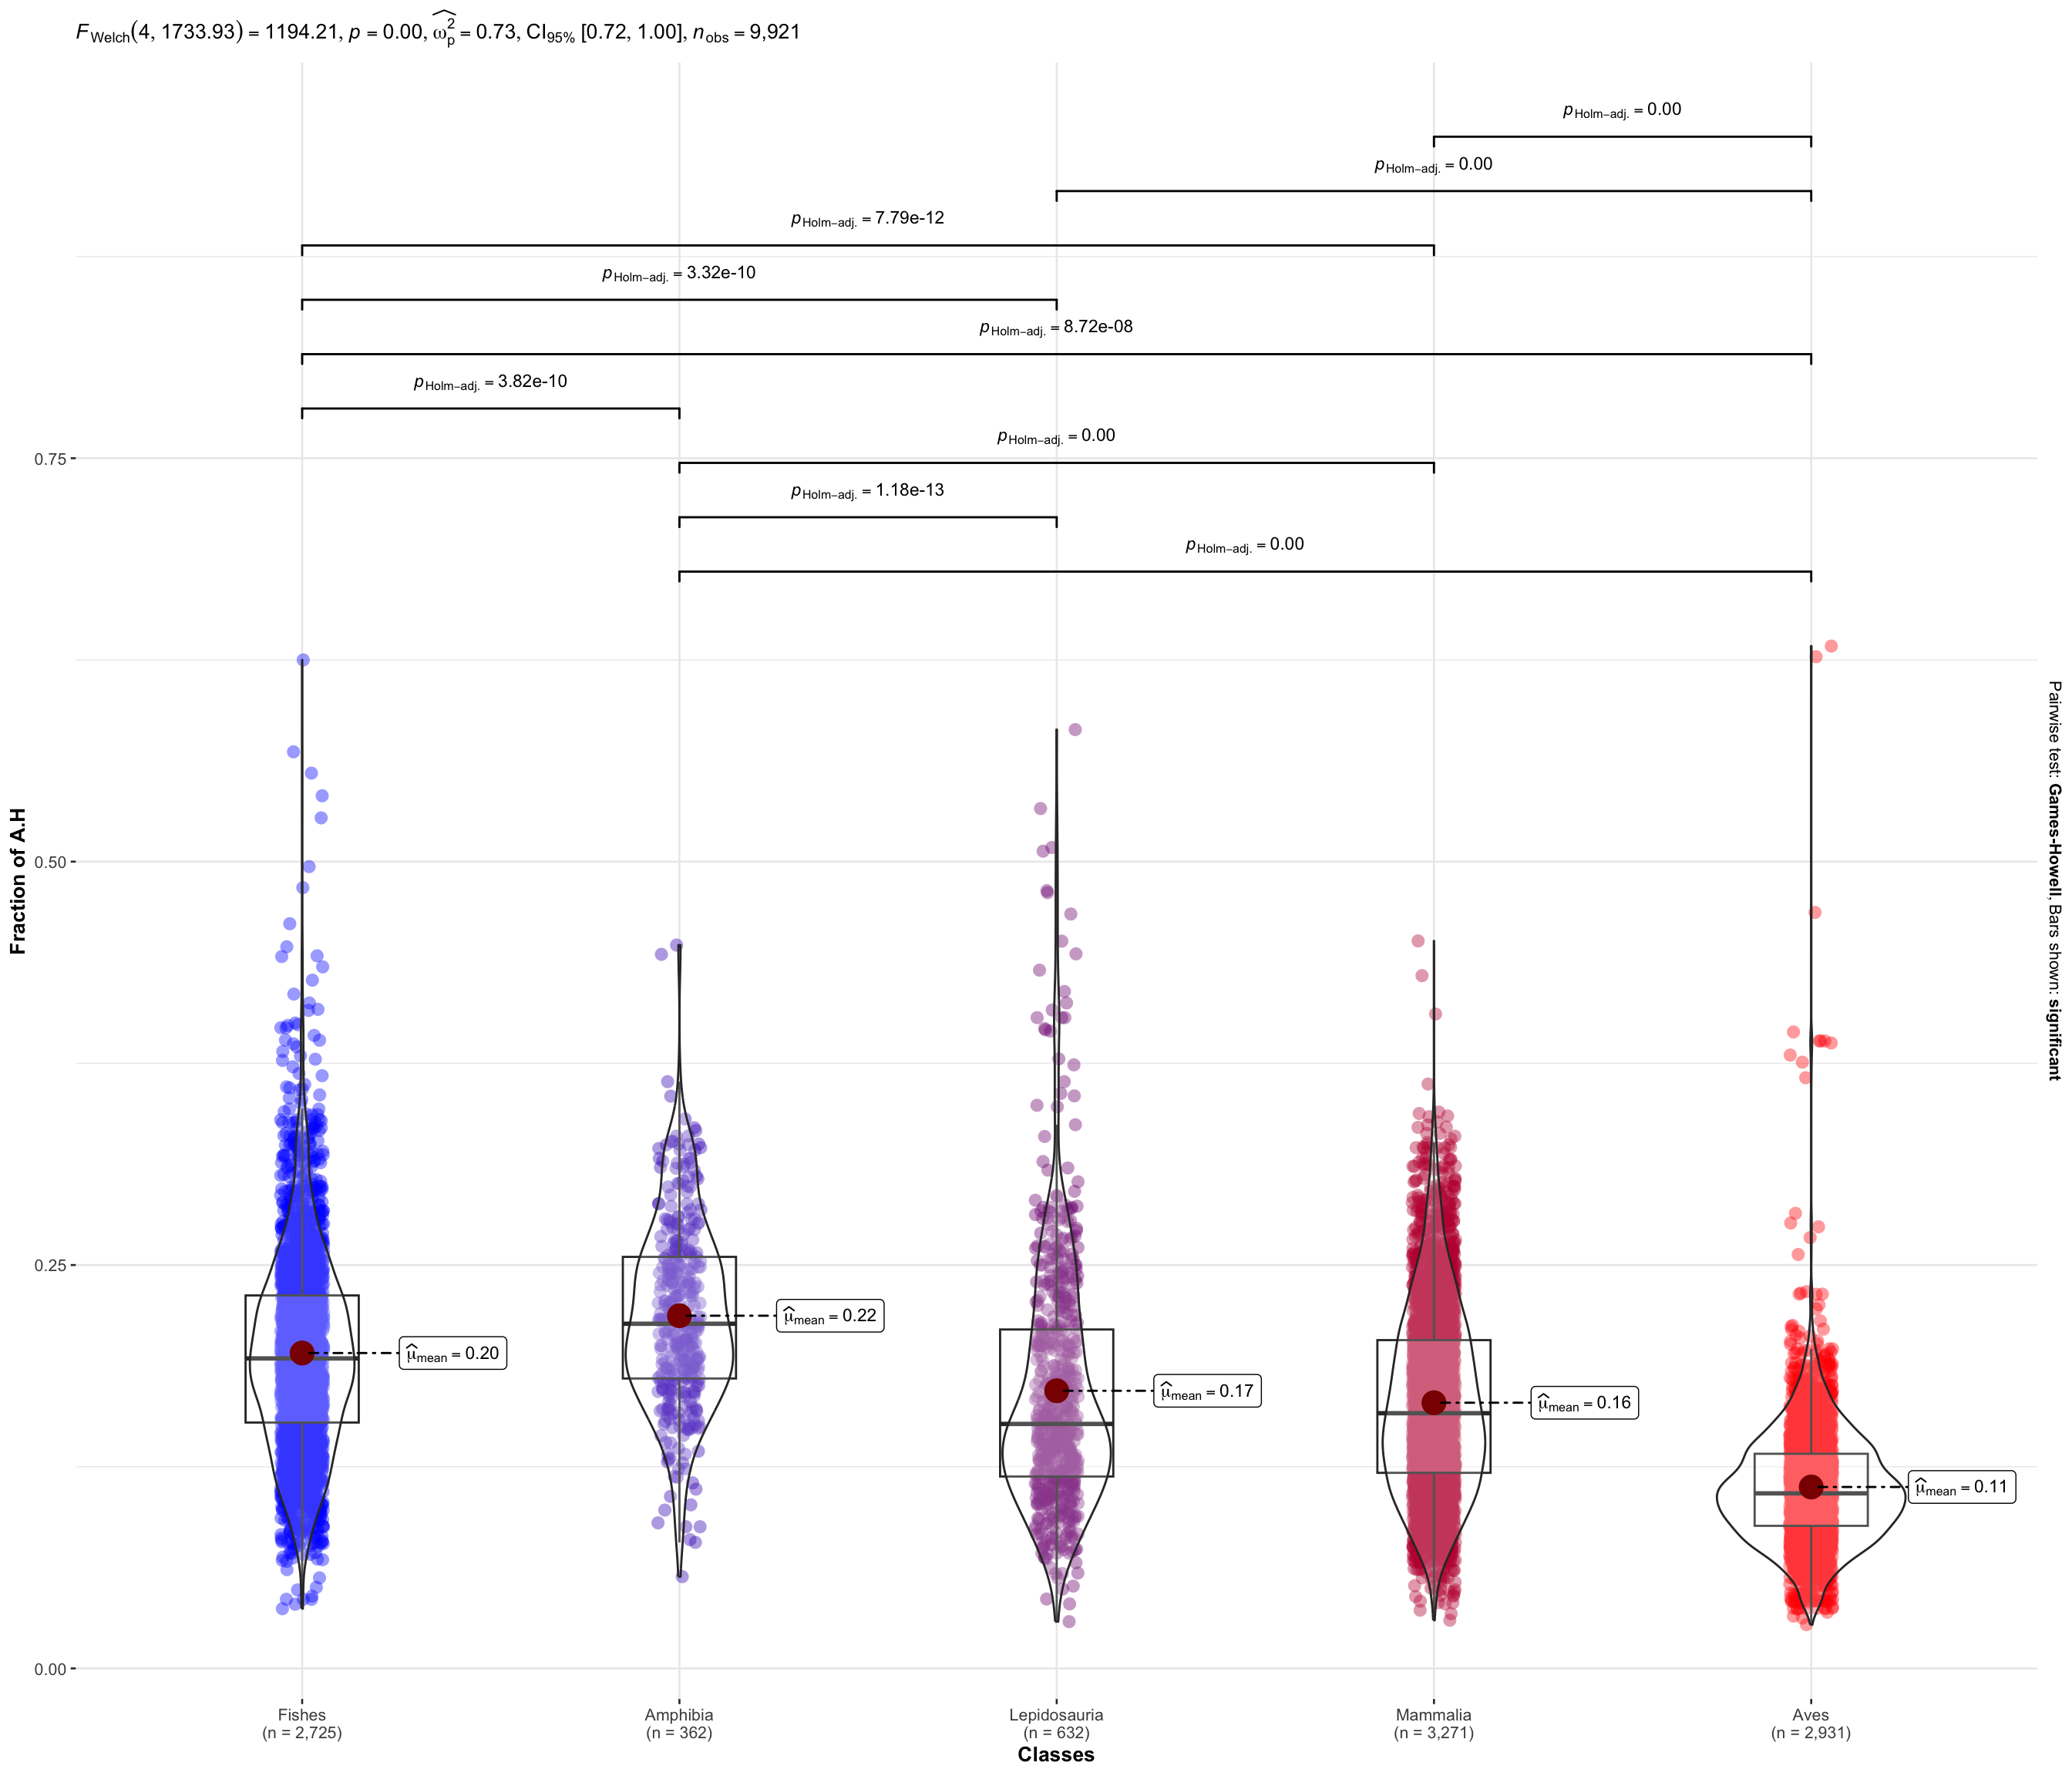 F Welch(4, 1733.93) = 1194.21, p = 0.00, ω̂²p = 0.73, CI95% [0.72, 1.00], nobs = 9,921
pHolm−adj. = 0.00
pHolm−adj. = 0.00
pHolm−adj. = 7.79e-12
pHolm−adj. = 3.32e-10
pHolm−adj. = 8.72e-08
pHolm−adj. = 3.82e-10
pHolm−adj. = 0.00
pHolm−adj. = 1.18e-13
pHolm−adj. = 0.00
0.75
0.50
0.25
0.00
Fraction of A.H
μ̂mean = 0.20
μ̂mean = 0.22
μ̂mean = 0.17
μ̂mean = 0.16
μ̂mean = 0.11
Pairwise test: Games-Howell, Bars shown: significant
Fishes
(n = 2,725)
Amphibia
(n = 362)
Lepidosauria
(n = 632)
Mammalia
(n = 3,271)
Aves
(n = 2,931)
Classes